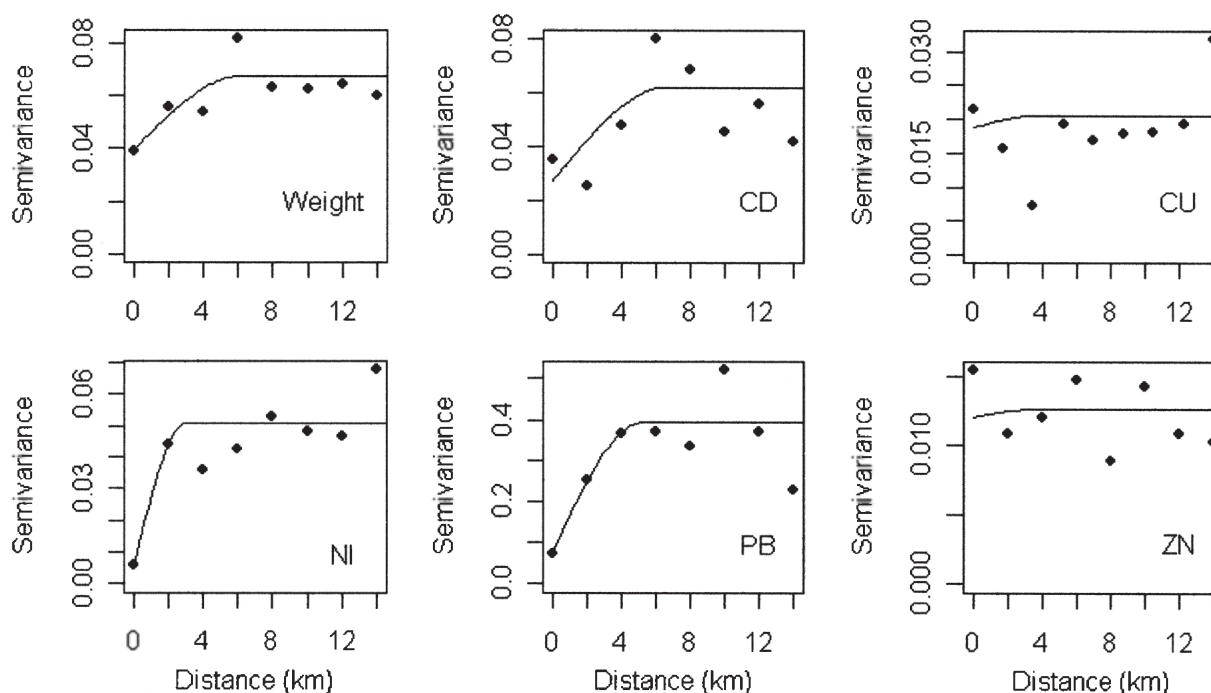 Semivariance
0.00 0.04 0.08
Weight
0 4 8 12
Semivariance
0.00 0.04 0.08
CD
0 4 8 12
Semivariance
0.000 0.015 0.030
CU
0 4 8 12
Semivariance
0.00 0.03 0.06
NI
0 4 8 12
Distance (km)
Semivariance
0.0 0.2 0.4
PB
0 4 8 12
Distance (km)
Semivariance
0.000 0.010
ZN
0 4 8 12
Distance (km)